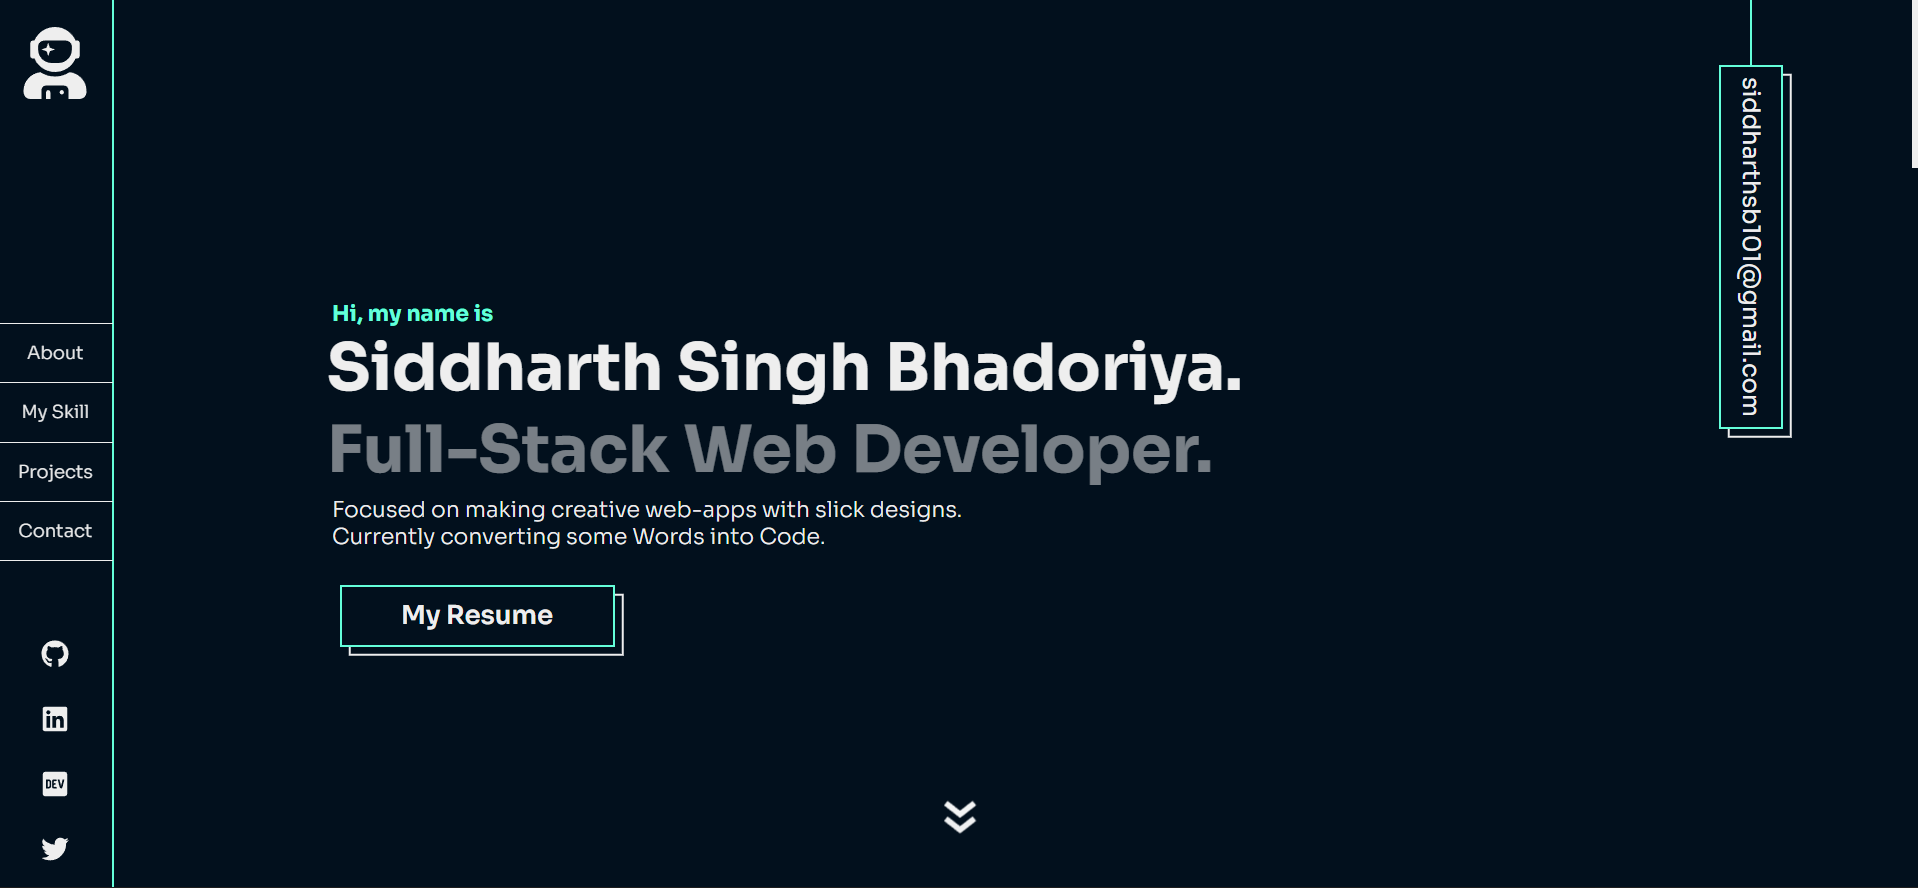 About
My Skill
Projects
Contact
DEV
Hi, my name is
Siddharth Singh Bhadoriya.
Full-Stack Web Developer.
Focused on making creative web-apps with slick designs.
Currently converting some Words into Code.
My Resume
siddharthsb101@gmail.com